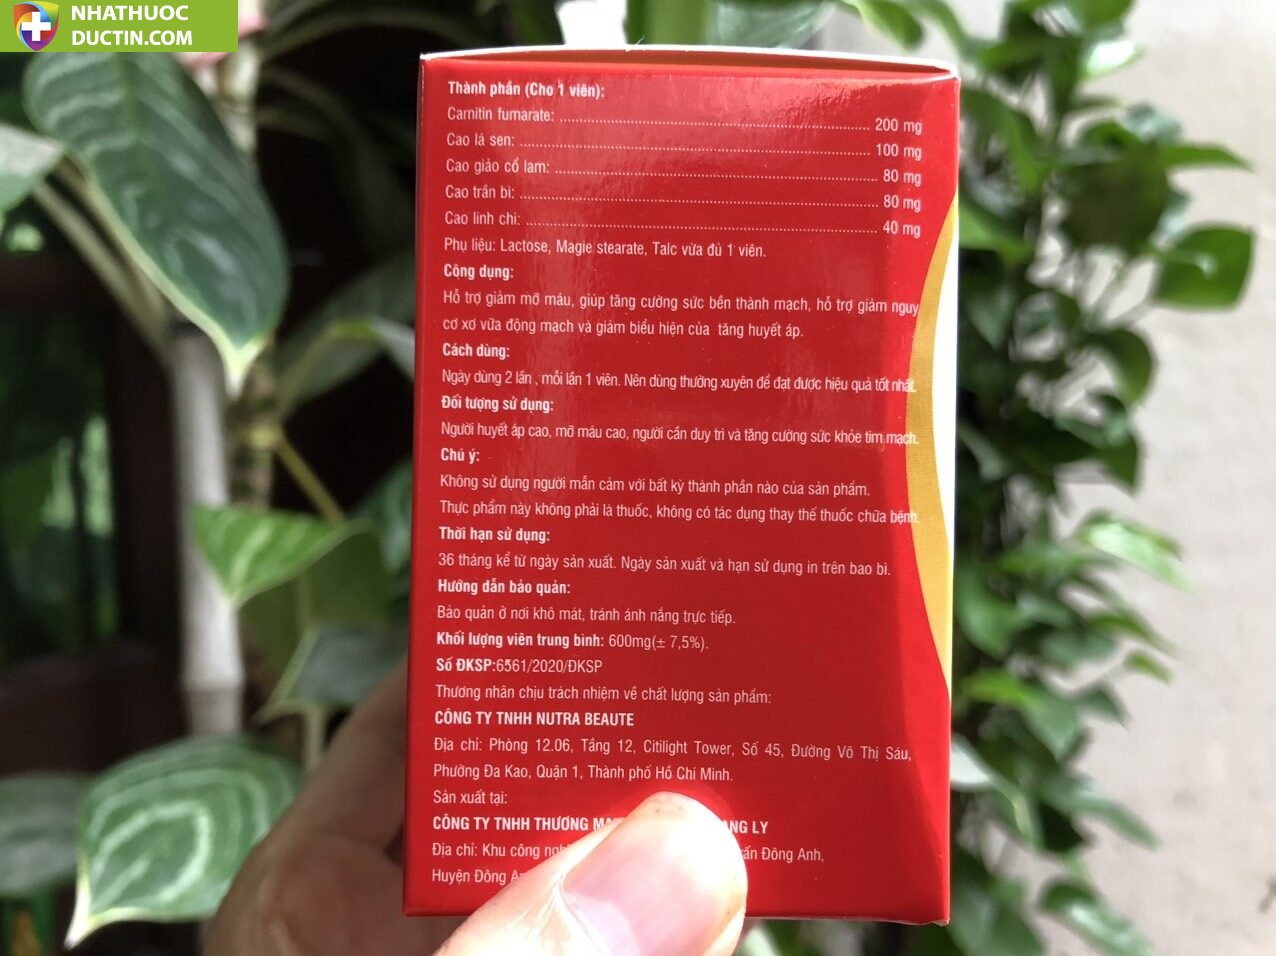 NHATHUOC
DUCTIN.COM
Thành phần (Cho 1 viên):
Carnitin fumarate: 200 mg
Cao lá sen: 100 mg
Cao giảo cổ lam: 80 mg
Cao trần bì: 80 mg
Cao linh chi: 40 mg
Phụ liệu: Lactose, Magie stearate, Talc vừa đủ 1 viên.
Công dụng:
Hỗ trợ giảm mỡ máu, giúp tăng cường sức bền thành mạch, hỗ trợ giảm nguy
cơ xơ vữa động mạch và giảm biểu hiện của tăng huyết áp.
Cách dùng:
Ngày dùng 2 lần , mỗi lần 1 viên. Nên dùng thường xuyên để đạt được hiệu quả tốt nhất.
Đối tượng sử dụng:
Người huyết áp cao, mỡ máu cao, người cần duy trì và tăng cường sức khỏe tim mạch.
Chú ý:
Không sử dụng người mẫn cảm với bất kỳ thành phần nào của sản phẩm.
Thực phẩm này không phải là thuốc, không có tác dụng thay thế thuốc chữa bệnh.
Thời hạn sử dụng:
36 tháng kể từ ngày sản xuất. Ngày sản xuất và hạn sử dụng in trên bao bì.
Hướng dẫn bảo quản:
Bảo quản ở nơi khô mát, tránh ánh nắng trực tiếp.
Khối lượng viên trung bình: 600mg(± 7,5%).
Số ĐKSP:6561/2020/ĐKSP
Thương nhân chịu trách nhiệm về chất lượng sản phẩm:
CÔNG TY TNHH NUTRA BEAUTE
Địa chỉ: Phòng 12.06, Tầng 12, Citilight Tower, Số 45, Đường Võ Thị Sáu,
Phường Đa Kao, Quận 1, Thành phố Hồ Chí Minh.
Sản xuất tại:
CÔNG TY TNHH THƯƠNG LY
Địa chỉ: Khu công Đông Anh,
Huyện Đông